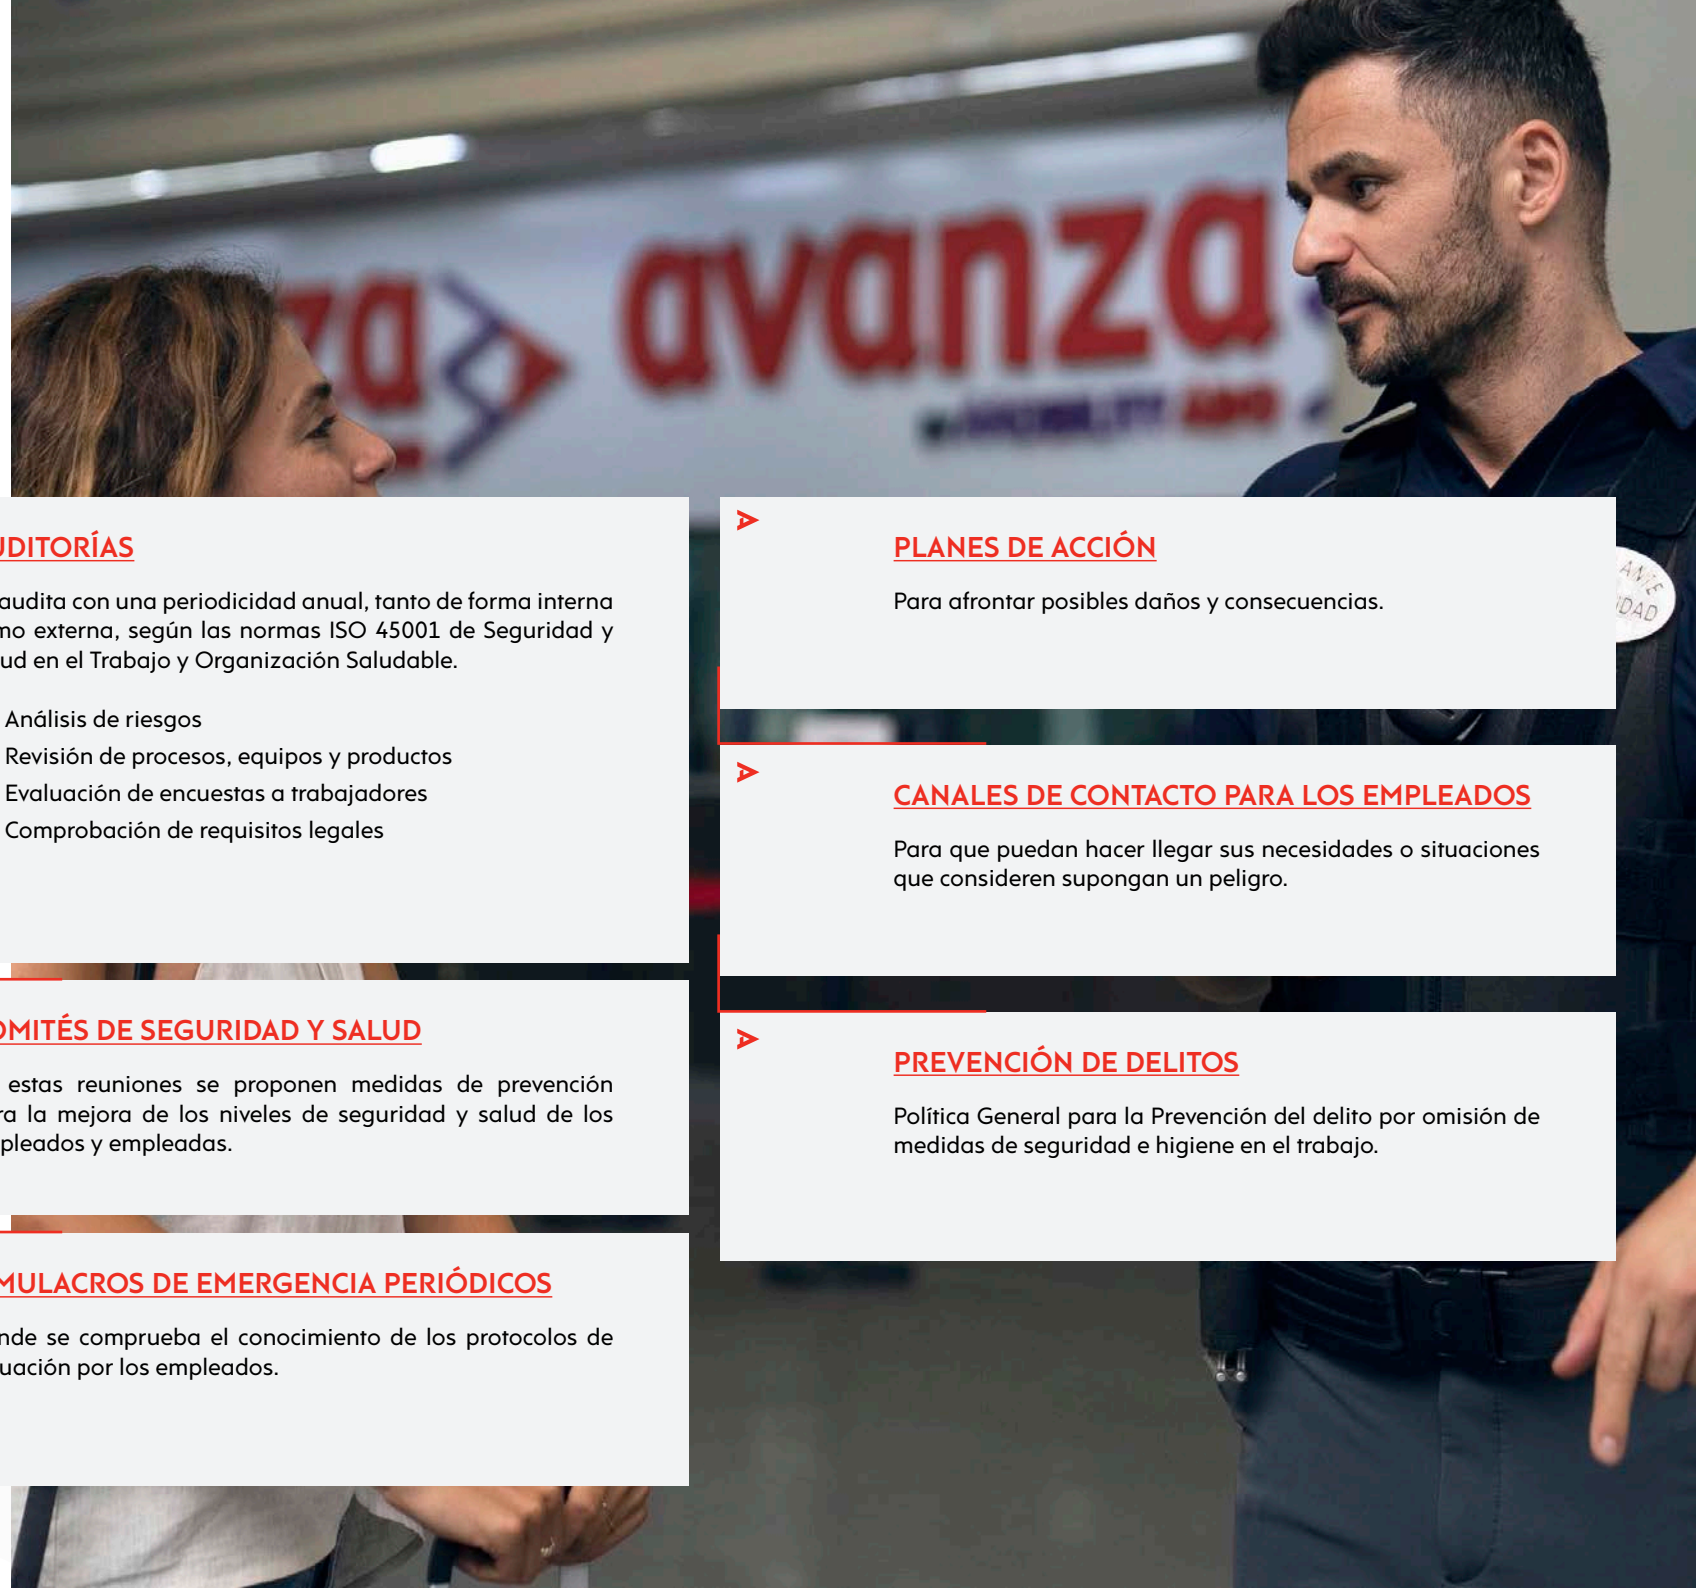 za
avanza
MOBILITY ADO
UDITORÍAS
audita con una periodicidad anual, tanto de forma interna
mo externa, según las normas ISO 45001 de Seguridad y
ud en el Trabajo y Organización Saludable.
Análisis de riesgos
Revisión de procesos, equipos y productos
Evaluación de encuestas a trabajadores
Comprobación de requisitos legales
OMITÉS DE SEGURIDAD Y SALUD
estas reuniones se proponen medidas de prevención
ra la mejora de los niveles de seguridad y salud de los
pleados y empleadas.
MULACROS DE EMERGENCIA PERIÓDICOS
nde se comprueba el conocimiento de los protocolos de
uación por los empleados.
PLANES DE ACCIÓN
Para afrontar posibles daños y consecuencias.
ANTE
IDAD
CANALES DE CONTACTO PARA LOS EMPLEADOS
Para que puedan hacer llegar sus necesidades o situaciones
que consideren supongan un peligro.
PREVENCIÓN DE DELITOS
Política General para la Prevención del delito por omisión de
medidas de seguridad e higiene en el trabajo.